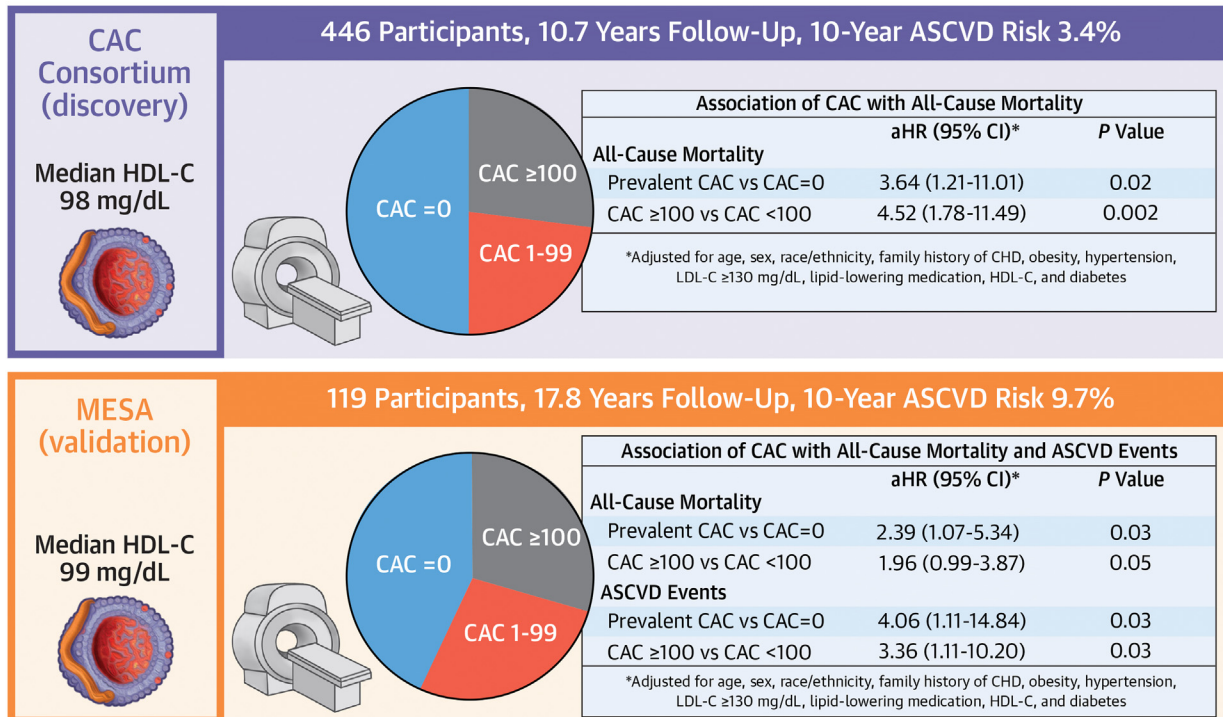 CAC
Consortium
(discovery)
Median HDL-C
98 mg/dL
446 Participants, 10.7 Years Follow-Up, 10-Year ASCVD Risk 3.4%
CAC =0
CAC ≥100
CAC 1-99
Association of CAC with All-Cause Mortality
aHR (95% CI)* P Value
All-Cause Mortality
Prevalent CAC vs CAC=0 3.64 (1.21-11.01) 0.02
CAC ≥100 vs CAC <100 4.52 (1.78-11.49) 0.002
*Adjusted for age, sex, race/ethnicity, family history of CHD, obesity, hypertension,
LDL-C ≥130 mg/dL, lipid-lowering medication, HDL-C, and diabetes
MESA
(validation)
Median HDL-C
99 mg/dL
119 Participants, 17.8 Years Follow-Up, 10-Year ASCVD Risk 9.7%
CAC =0
CAC ≥100
CAC 1-99
Association of CAC with All-Cause Mortality and ASCVD Events
aHR (95% CI)* P Value
All-Cause Mortality
Prevalent CAC vs CAC=0 2.39 (1.07-5.34) 0.03
CAC ≥100 vs CAC <100 1.96 (0.99-3.87) 0.05
ASCVD Events
Prevalent CAC vs CAC=0 4.06 (1.11-14.84) 0.03
CAC ≥100 vs CAC <100 3.36 (1.11-10.20) 0.03
*Adjusted for age, sex, race/ethnicity, family history of CHD, obesity, hypertension,
LDL-C ≥130 mg/dL, lipid-lowering medication, HDL-C, and diabetes